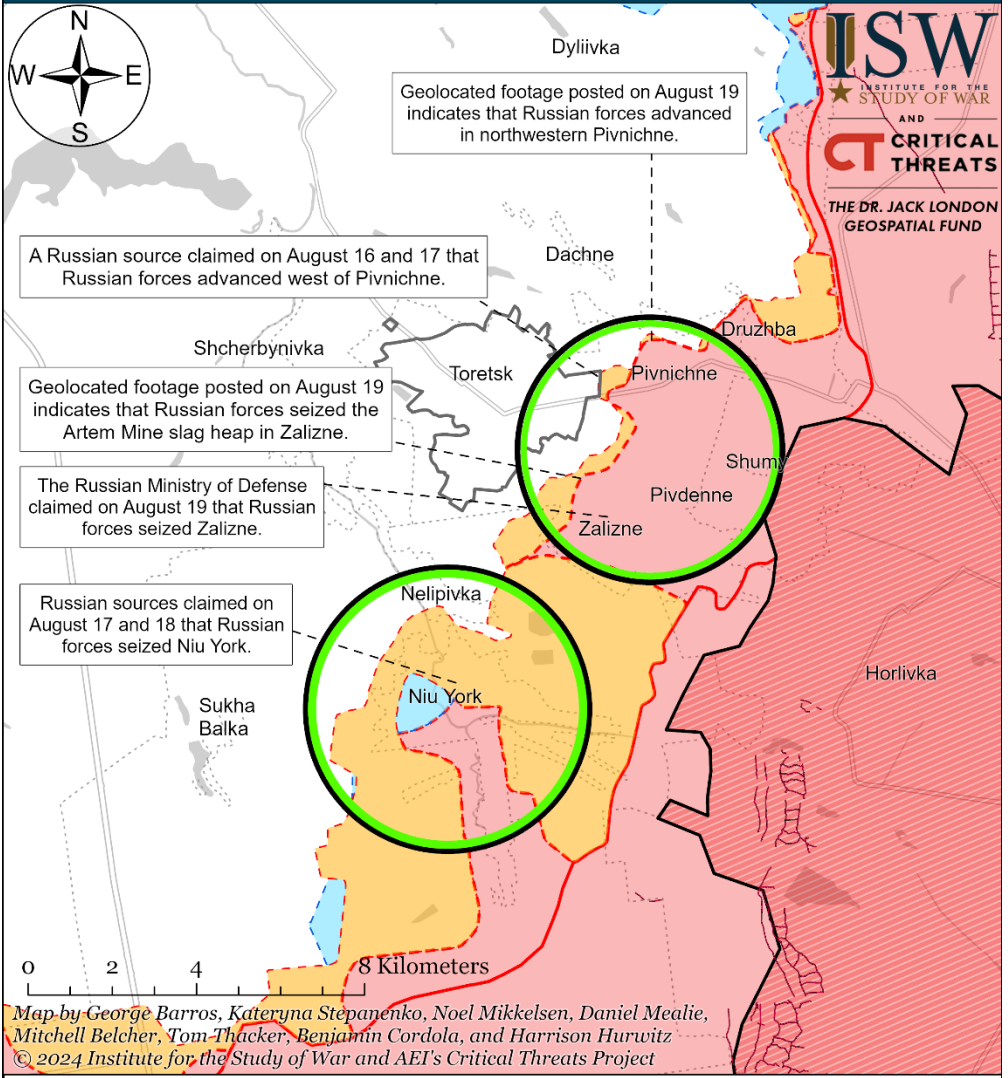 N
W
E
S
Dyliivka
ISW
INSTITUTE FOR THE
STUDY OF WAR
AND
CT CRITICAL
THREATS
THE DR. JACK LONDON
GEOSPATIAL FUND
Geolocated footage posted on August 19
indicates that Russian forces advanced
in northwestern Pivnichne.
A Russian source claimed on August 16 and 17 that
Russian forces advanced west of Pivnichne.
Dachne
Druzhba
Shcherbynivka
Toretsk
Pivnichne
Geolocated footage posted on August 19
indicates that Russian forces seized the
Artem Mine slag heap in Zalizne.
Shumy
Pivdenne
The Russian Ministry of Defense
claimed on August 19 that Russian
forces seized Zalizne.
Zalizne
Nelipivka
Russian sources claimed on
August 17 and 18 that Russian
forces seized Niu York.
Horlivka
Niu York
Sukha
Balka
0 2 4 8 Kilometers
Map by George Barros, Kateryna Stepanenko, Noel Mikkelsen, Daniel Mealie,
Mitchell Belcher, Tom Thacker, Benjamin Cordola, and Harrison Hurwitz
© 2024 Institute for the Study of War and AEI's Critical Threats Project